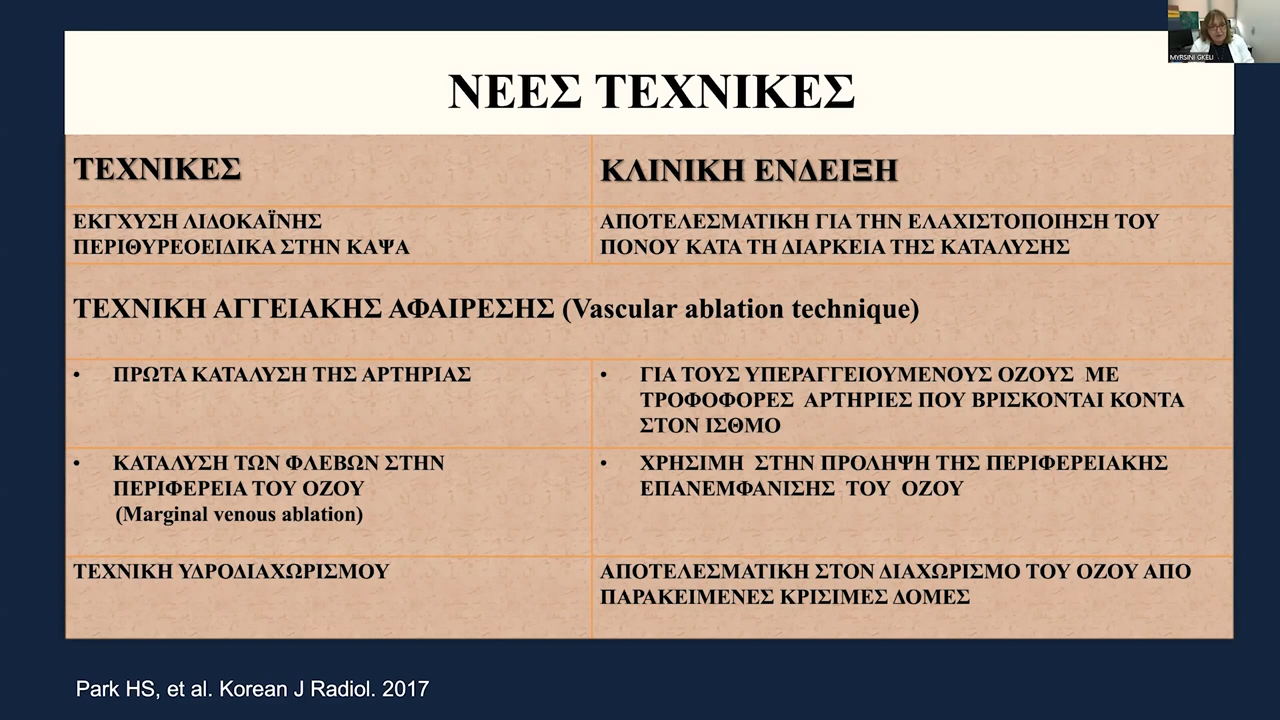 MYRSINI GKELI
ΝΕΕΣ ΤΕΧΝΙΚΕΣ
ΤΕΧΝΙΚΕΣ
ΚΛΙΝΙΚΗ ΕΝΔΕΙΞΗ
ΕΚΓΧΥΣΗ ΛΙΔΟΚΑΪΝΗΣ
ΠΕΡΙΘΥΡΕΟΕΙΔΙΚΑ ΣΤΗΝ ΚΑΨΑ
ΑΠΟΤΕΛΕΣΜΑΤΙΚΗ ΓΙΑ ΤΗΝ ΕΛΑΧΙΣΤΟΠΟΙΗΣΗ ΤΟΥ
ΠΟΝΟΥ ΚΑΤΑ ΤΗ ΔΙΑΡΚΕΙΑ ΤΗΣ ΚΑΤΑΛΥΣΗΣ
ΤΕΧΝΙΚΗ ΑΓΓΕΙΑΚΗΣ ΑΦΑΙΡΕΣΗΣ (Vascular ablation technique)
• ΠΡΩΤΑ ΚΑΤΑΛΥΣΗ ΤΗΣ ΑΡΤΗΡΙΑΣ
• ΓΙΑ ΤΟΥΣ ΥΠΕΡΑΓΓΕΙΟΥΜΕΝΟΥΣ ΟΖΟΥΣ ΜΕ
ΤΡΟΦΟΦΟΡΕΣ ΑΡΤΗΡΙΕΣ ΠΟΥ ΒΡΙΣΚΟΝΤΑΙ ΚΟΝΤΑ
ΣΤΟΝ ΙΣΘΜΟ
• ΚΑΤΑΛΥΣΗ ΤΩΝ ΦΛΕΒΩΝ ΣΤΗΝ
ΠΕΡΙΦΕΡΕΙΑ ΤΟΥ ΟΖΟΥ
(Marginal venous ablation)
• ΧΡΗΣΙΜΗ ΣΤΗΝ ΠΡΟΛΗΨΗ ΤΗΣ ΠΕΡΙΦΕΡΕΙΑΚΗΣ
ΕΠΑΝΕΜΦΑΝΙΣΗΣ ΤΟΥ ΟΖΟΥ
ΤΕΧΝΙΚΗ ΥΔΡΟΔΙΑΧΩΡΙΣΜΟΥ
ΑΠΟΤΕΛΕΣΜΑΤΙΚΗ ΣΤΟΝ ΔΙΑΧΩΡΙΣΜΟ ΤΟΥ ΟΖΟΥ ΑΠΟ
ΠΑΡΑΚΕΙΜΕΝΕΣ ΚΡΙΣΙΜΕΣ ΔΟΜΕΣ
Park HS, et al. Korean J Radiol. 2017